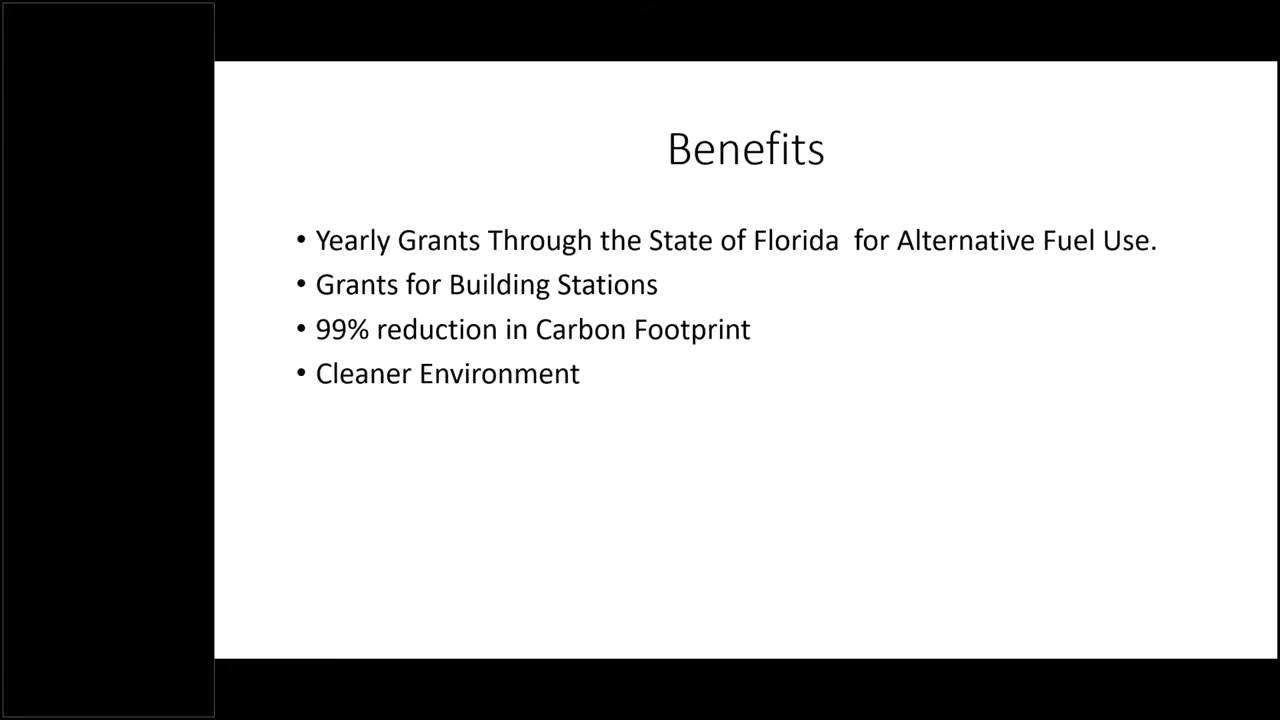 Benefits
• Yearly Grants Through the State of Florida  for Alternative Fuel Use.
• Grants for Building Stations
• 99% reduction in Carbon Footprint
• Cleaner Environment